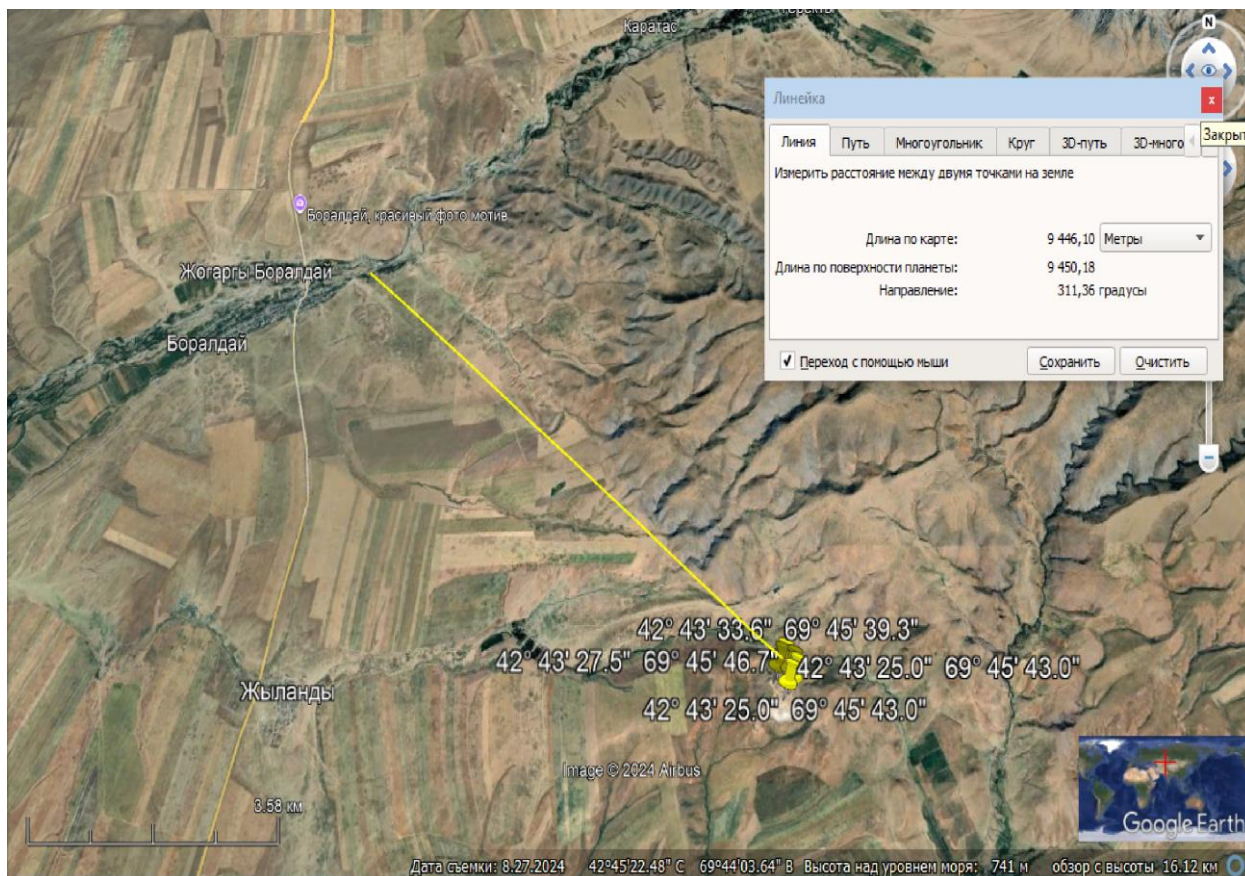 Каратас
N
Линейка
Закрыт
Линия Путь Многоугольник Круг 3D-путь 3D-много
Измерить расстояние между двумя точками на земле
Длина по карте: 9 446,10 Метры
Длина по поверхности планеты: 9 450,18
Направление: 311,36 градусы
Переход с помощью мыши Сохранить Очистить
Боралдай, красивый фото мотив
Жогаргы Боралдай
Боралдай
42° 43' 33.6" 69° 45' 39.3"
42° 43' 27.5" 69° 45' 46.7" 42° 43' 25.0" 69° 45' 43.0"
Жыланды
42° 43' 25.0" 69° 45' 43.0"
Image © 2024 Airbus
3.58 км
Google Earth
Дата съемки: 8.27.2024 42°45'22.48" С 69°44'03.64" В Высота над уровнем моря: 741 м обзор с высоты 16.12 км